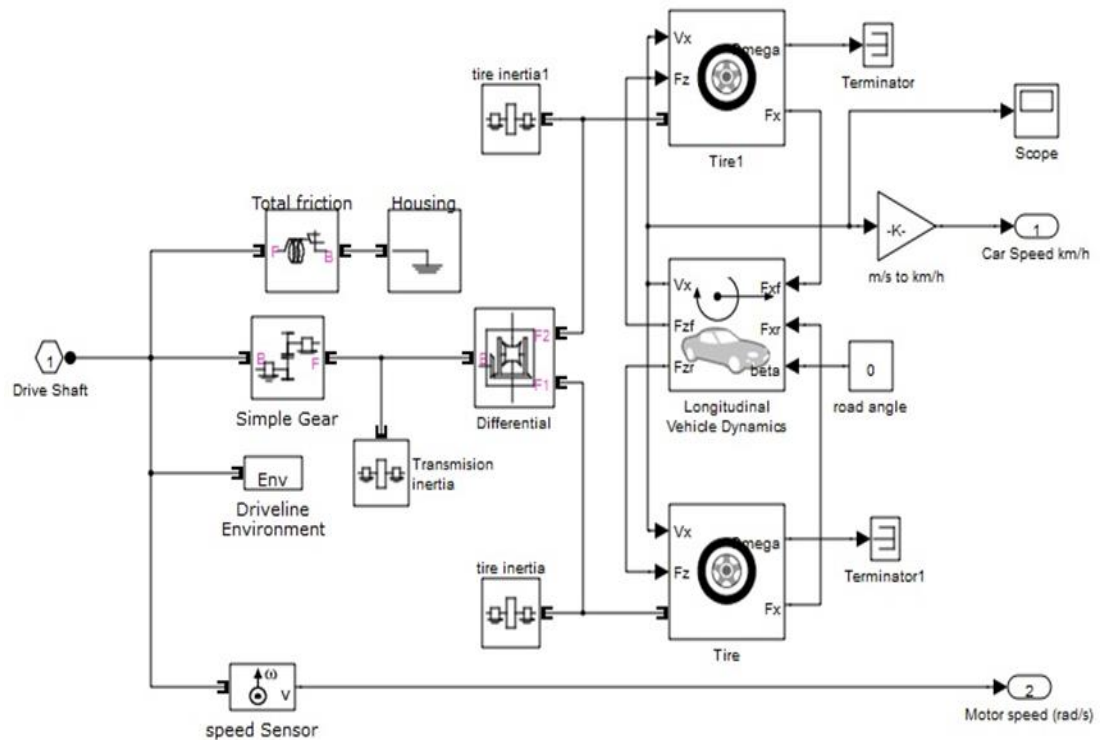 tire inertia1
Vx
Omega
Fz
Fx
Tire1
Terminator
Scope
Total friction
F
B
Housing
-K-
m/s to km/h
1
Car Speed km/h
1
Drive Shaft
B
F
Simple Gear
Transmision
inertia
Env
Driveline
Environment
B
F2
F1
Differential
Vx
Fxf
Fzf
Fxr
Fzr
beta
Longitudinal
Vehicle Dynamics
0
road angle
tire inertia
Vx
Omega
Fz
Fx
Tire
Terminator1
ω
v
speed Sensor
2
Motor speed (rad/s)